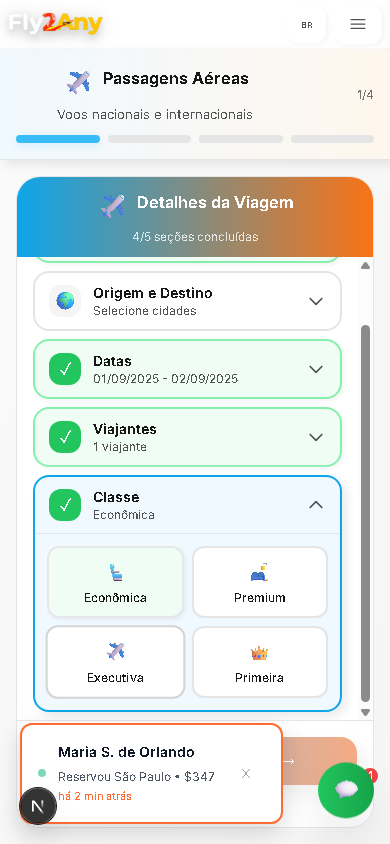 Fly2Any
BR
Passagens Aéreas
Voos nacionais e internacionais
1/4
Detalhes da Viagem
4/5 seções concluídas
Origem e Destino
Selecione cidades
Datas
01/09/2025 - 02/09/2025
Viajantes
1 viajante
Classe
Econômica
Econômica
Premium
Executiva
Primeira
Maria S. de Orlando
Reservou São Paulo • $347
há 2 min atrás
→
N
1